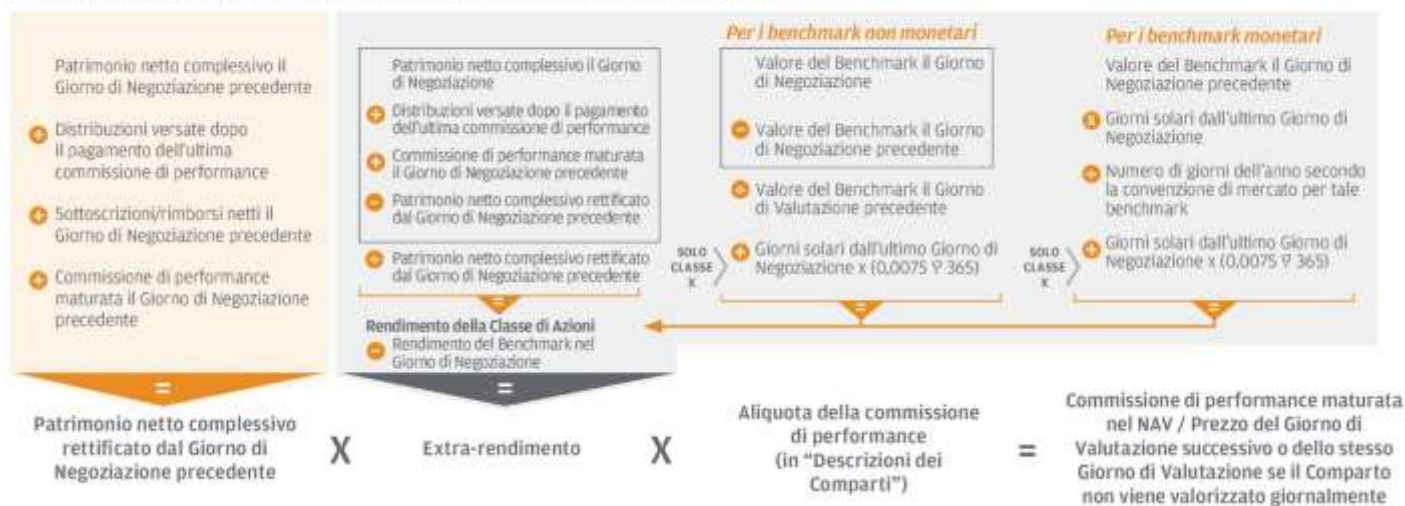 Patrimonio netto complessivo il
Giorno di Negoziazione precedente
+ Distribuzioni versate dopo
il pagamento dell'ultima
commissione di performance
+ Sottoscrizioni/rimborsi netti il
Giorno di Negoziazione precedente
+ Commissione di performance
maturata il Giorno di Negoziazione
precedente
=
Patrimonio netto complessivo il Giorno
di Negoziazione
+ Distribuzioni versate dopo il pagamento
dell'ultima commissione di performance
+ Commissione di performance maturata
il Giorno di Negoziazione precedente
- Patrimonio netto complessivo rettificato
dal Giorno di Negoziazione precedente
Patrimonio netto complessivo rettificato
dal Giorno di Negoziazione precedente
=
Rendimento della Classe di Azioni
- Rendimento del Benchmark nel
Giorno di Negoziazione
=
Per i benchmark non monetari
Valore del Benchmark il Giorno
di Negoziazione
- Valore del Benchmark il Giorno
di Negoziazione precedente
Valore del Benchmark il Giorno
di Valutazione precedente
SOLO
CLASSE
X
+ Giorni solari dall'ultimo Giorno di
Negoziazione x (0,0075 ♀ 365)
=
Per i benchmark monetari
Valore del Benchmark il Giorno di
Negoziazione precedente
Giorni solari dall'ultimo Giorno di
Negoziazione
Numero di giorni dell'anno secondo
la convenzione di mercato per tale
benchmark
SOLO
CLASSE
X
+ Giorni solari dall'ultimo Giorno di
Negoziazione x (0,0075 ♀ 365)
=
Patrimonio netto complessivo
rettificato dal Giorno di
Negoziazione precedente
X
Extra-rendimento
X
Aliquota della commissione
di performance
(in "Descrizioni dei
Comparti")
=
Commissione di performance maturata
nel NAV / Prezzo del Giorno di
Valutazione successivo o dello stesso
Giorno di Valutazione se il Comparto
non viene valorizzato giornalmente